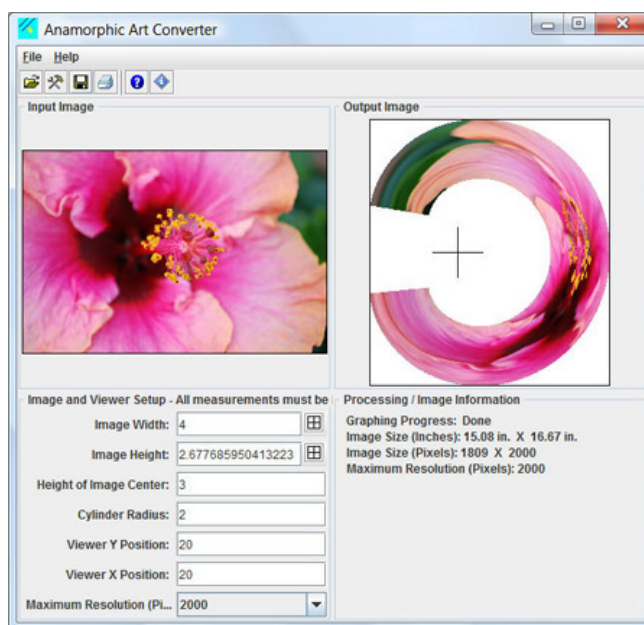 Anamorphic Art Converter
File Help
Input Image
Output Image
Image and Viewer Setup - All measurements must be
Image Width: 4
Image Height: 2.677685950413223
Height of Image Center: 3
Cylinder Radius: 2
Viewer Y Position: 20
Viewer X Position: 20
Maximum Resolution (Pi... 2000
Processing / Image Information
Graphing Progress: Done
Image Size (Inches): 15.08 in. X 16.67 in.
Image Size (Pixels): 1809 X 2000
Maximum Resolution (Pixels): 2000